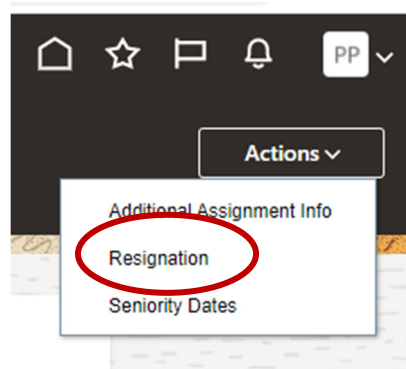 PP
Actions
Additional Assignment Info
Resignation
Seniority Dates